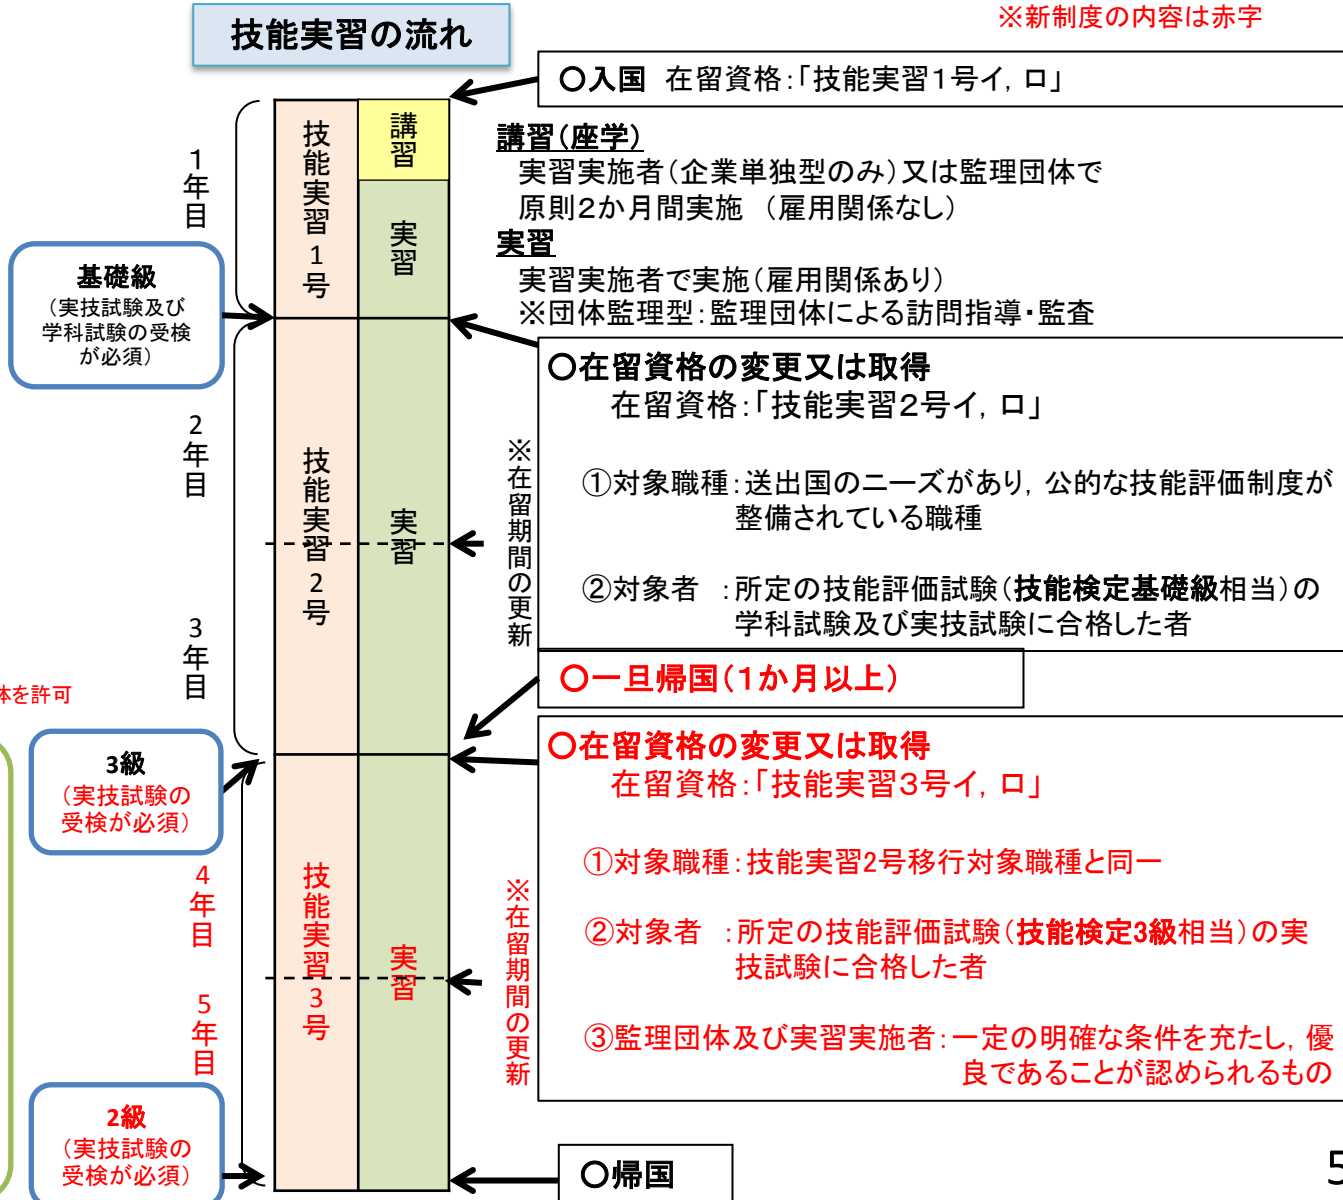 技能実習の流れ
※新制度の内容は赤字
○入国 在留資格：「技能実習１号イ，ロ」
講習（座学）
実習実施者（企業単独型のみ）又は監理団体で
原則２か月間実施 （雇用関係なし）
実習
実習実施者で実施（雇用関係あり）
※団体監理型：監理団体による訪問指導・監査
1年目
技能実習1号
講習
実習
基礎級
（実技試験及び
学科試験の受検
が必須）
○在留資格の変更又は取得
在留資格：「技能実習２号イ，ロ」
①対象職種：送出国のニーズがあり，公的な技能評価制度が
整備されている職種
②対象者 ：所定の技能評価試験（技能検定基礎級相当）の
学科試験及び実技試験に合格した者
2年目
3年目
技能実習2号
実習
※在留期間の更新
○一旦帰国（１か月以上）
体を許可
3級
（実技試験の
受検が必須）
○在留資格の変更又は取得
在留資格：「技能実習３号イ，ロ」
①対象職種：技能実習2号移行対象職種と同一
②対象者 ：所定の技能評価試験（技能検定3級相当）の実
技試験に合格した者
③監理団体及び実習実施者：一定の明確な条件を充たし，優
良であることが認められるもの
4年目
5年目
技能実習3号
実習
※在留期間の更新
2級
（実技試験の
受検が必須）
○帰国
5